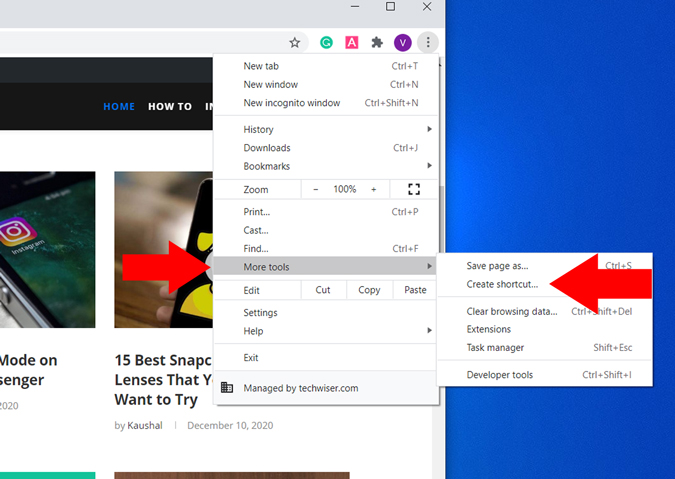 V
HOME HOW TO
New tab Ctrl+T
New window Ctrl+N
New incognito window Ctrl+Shift+N
History
Downloads Ctrl+J
Bookmarks
Zoom - 100% +
Print... Ctrl+P
Cast...
Find... Ctrl+F
More tools
Edit Cut Copy Paste
Settings
Help
Exit
Managed by techwiser.com
Save page as... Ctrl+S
Create shortcut...
Clear browsing data... Ctrl+Shift+Del
Extensions
Task manager Shift+Esc
Developer tools Ctrl+Shift+I
Instagram
Mode on
senger
2020
15 Best Snapc
Lenses That Yo
Want to Try
by Kaushal | December 10, 2020